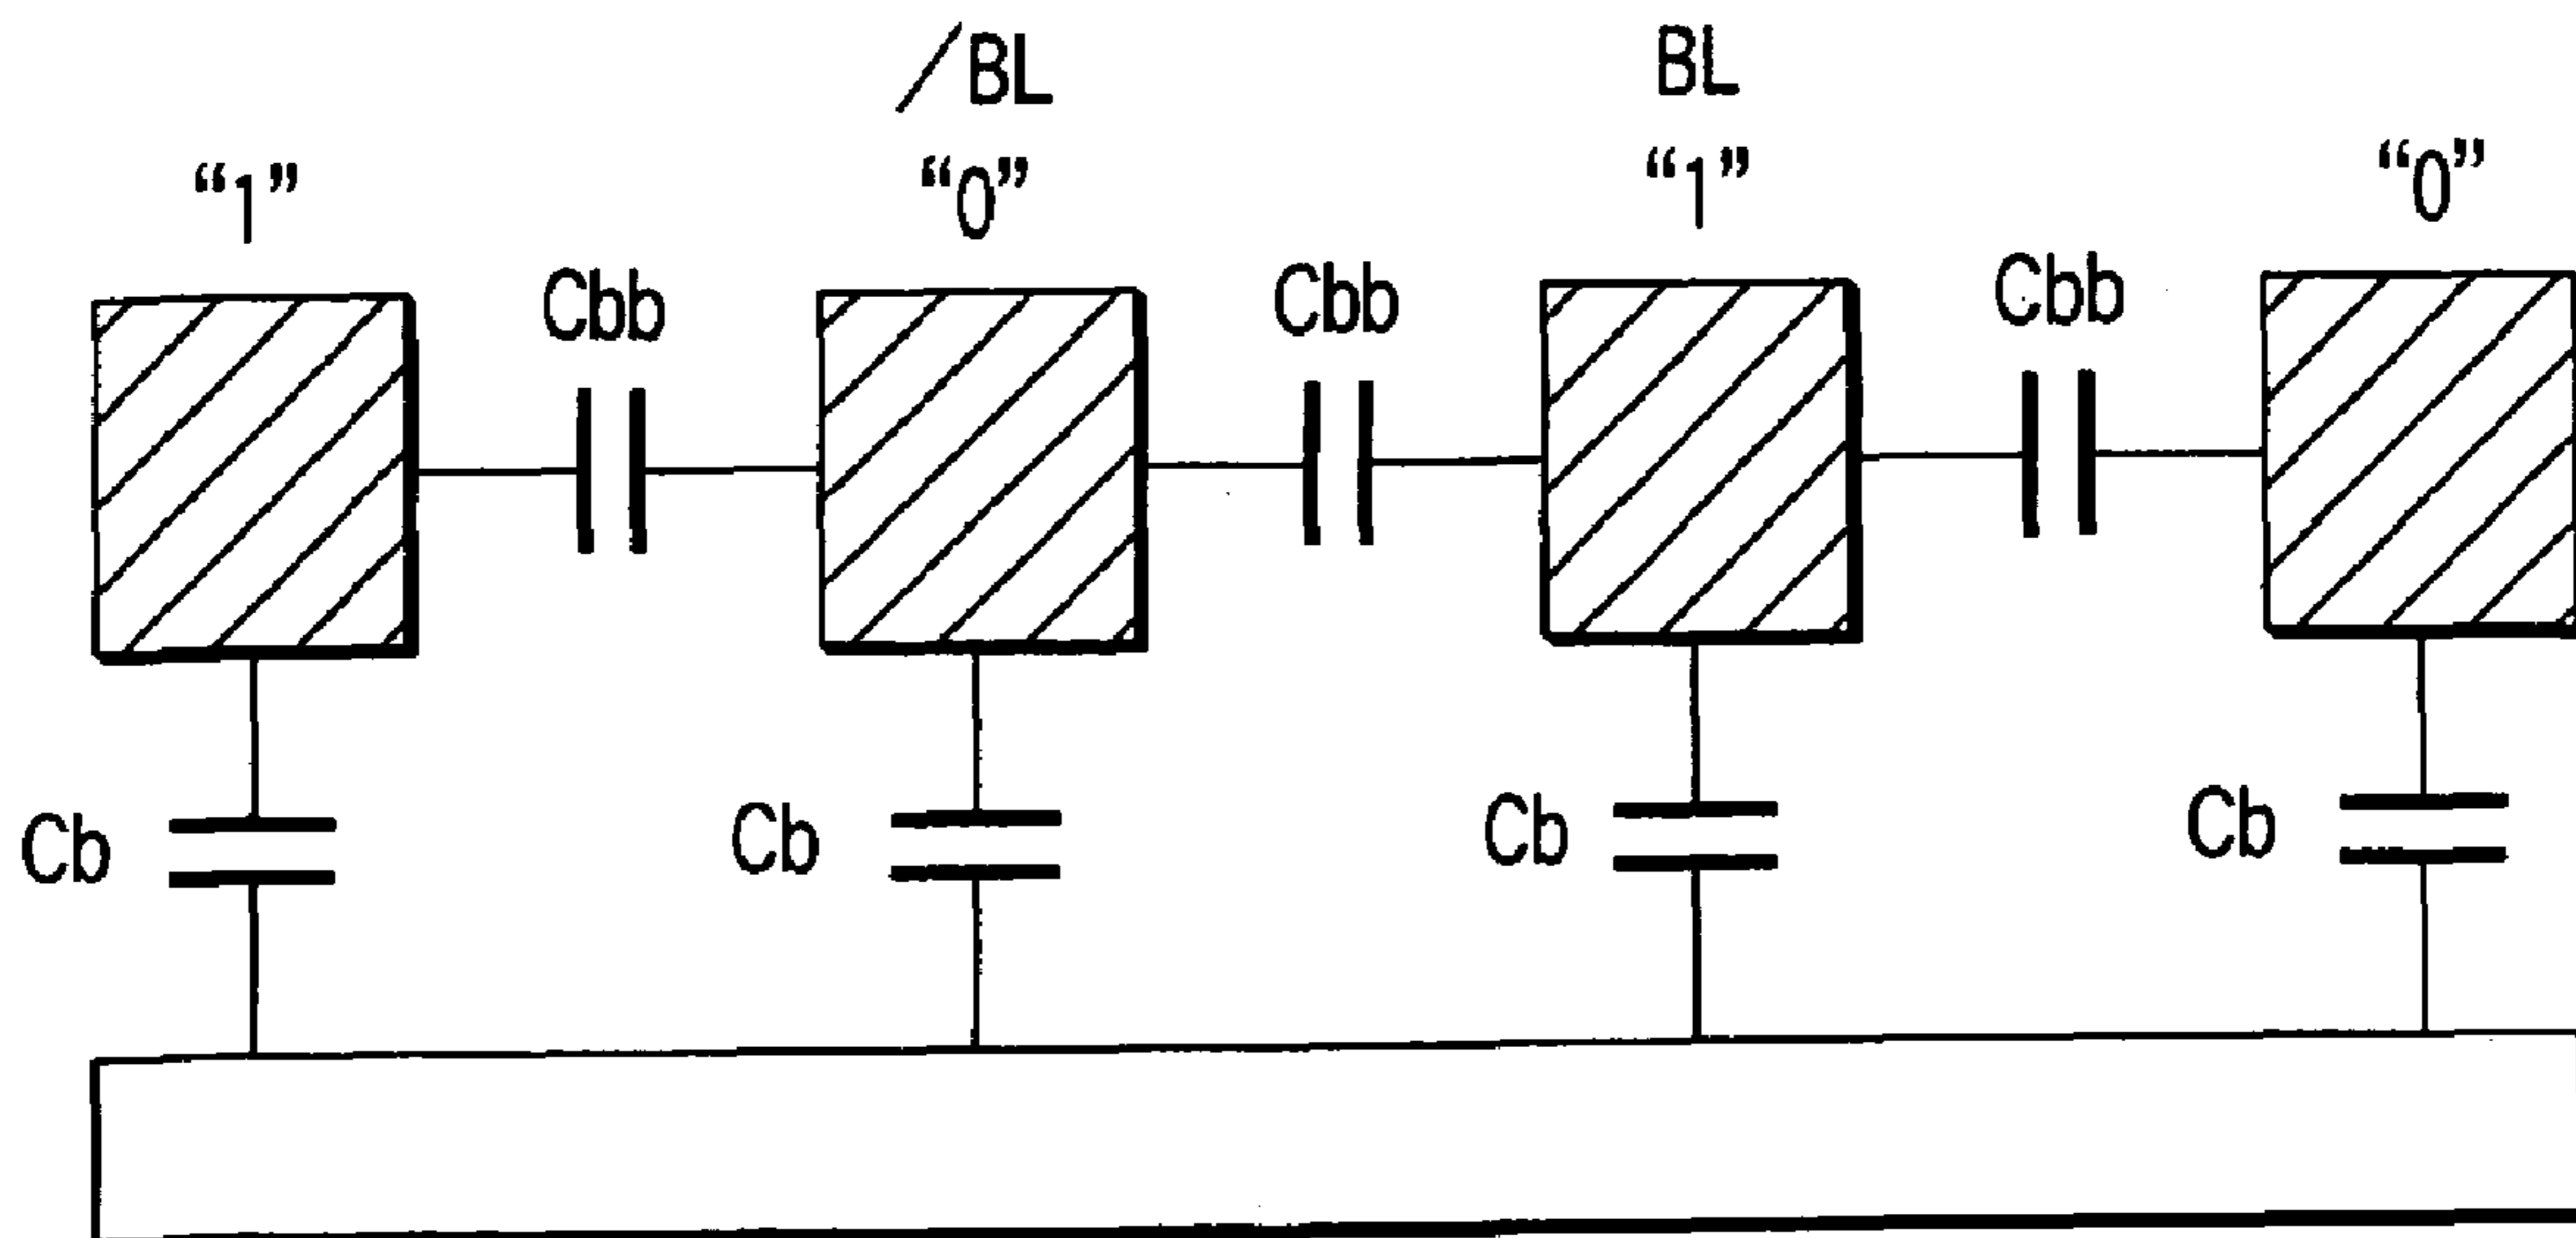 /BL BL
“1” “0” “1” “0”
Cbb Cbb Cbb
Cb Cb Cb Cb